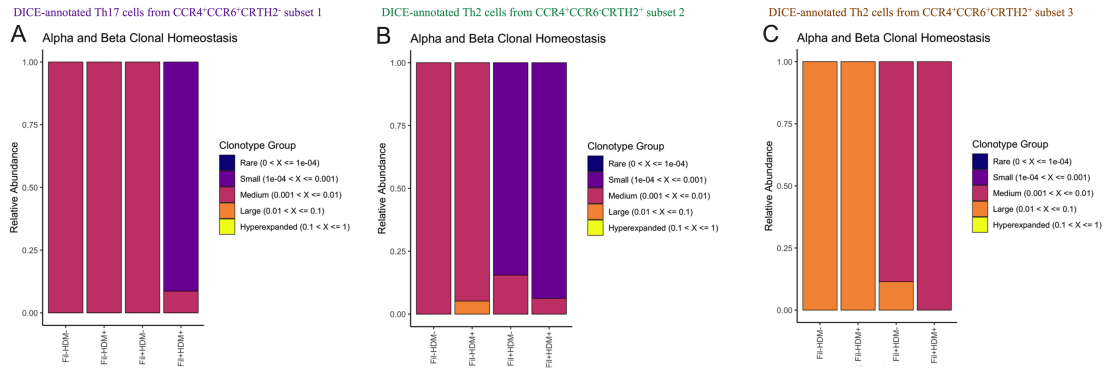 DICE-annotated Th17 cells from CCR4⁺CCR6⁺CRTH2⁻ subset 1
A
Alpha and Beta Clonal Homeostasis
Relative Abundance
1.00
0.75
0.50
0.25
0.00
Fil-HDM-
Fil-HDM+
Fil+HDM-
Fil+HDM+
Clonotype Group
Rare (0 < X <= 1e-04)
Small (1e-04 < X <= 0.001)
Medium (0.001 < X <= 0.01)
Large (0.01 < X <= 0.1)
Hyperexpanded (0.1 < X <= 1)
DICE-annotated Th2 cells from CCR4⁺CCR6⁻CRTH2⁺ subset 2
B
Alpha and Beta Clonal Homeostasis
Relative Abundance
1.00
0.75
0.50
0.25
0.00
Fil-HDM-
Fil-HDM+
Fil+HDM-
Fil+HDM+
Clonotype Group
Rare (0 < X <= 1e-04)
Small (1e-04 < X <= 0.001)
Medium (0.001 < X <= 0.01)
Large (0.01 < X <= 0.1)
Hyperexpanded (0.1 < X <= 1)
DICE-annotated Th2 cells from CCR4⁺CCR6⁺CRTH2⁺ subset 3
C
Alpha and Beta Clonal Homeostasis
Relative Abundance
1.00
0.75
0.50
0.25
0.00
Fil-HDM-
Fil-HDM+
Fil+HDM-
Fil+HDM+
Clonotype Group
Rare (0 < X <= 1e-04)
Small (1e-04 < X <= 0.001)
Medium (0.001 < X <= 0.01)
Large (0.01 < X <= 0.1)
Hyperexpanded (0.1 < X <= 1)